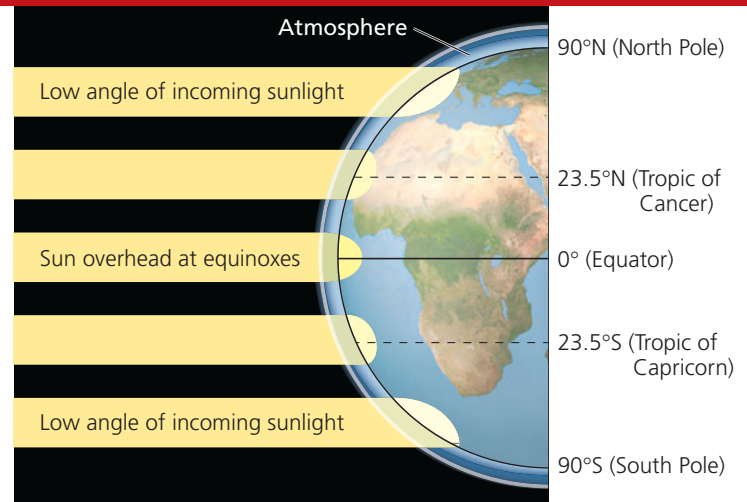 Atmosphere
90°N (North Pole)
Low angle of incoming sunlight
23.5°N (Tropic of
Cancer)
Sun overhead at equinoxes
0° (Equator)
23.5°S (Tropic of
Capricorn)
Low angle of incoming sunlight
90°S (South Pole)